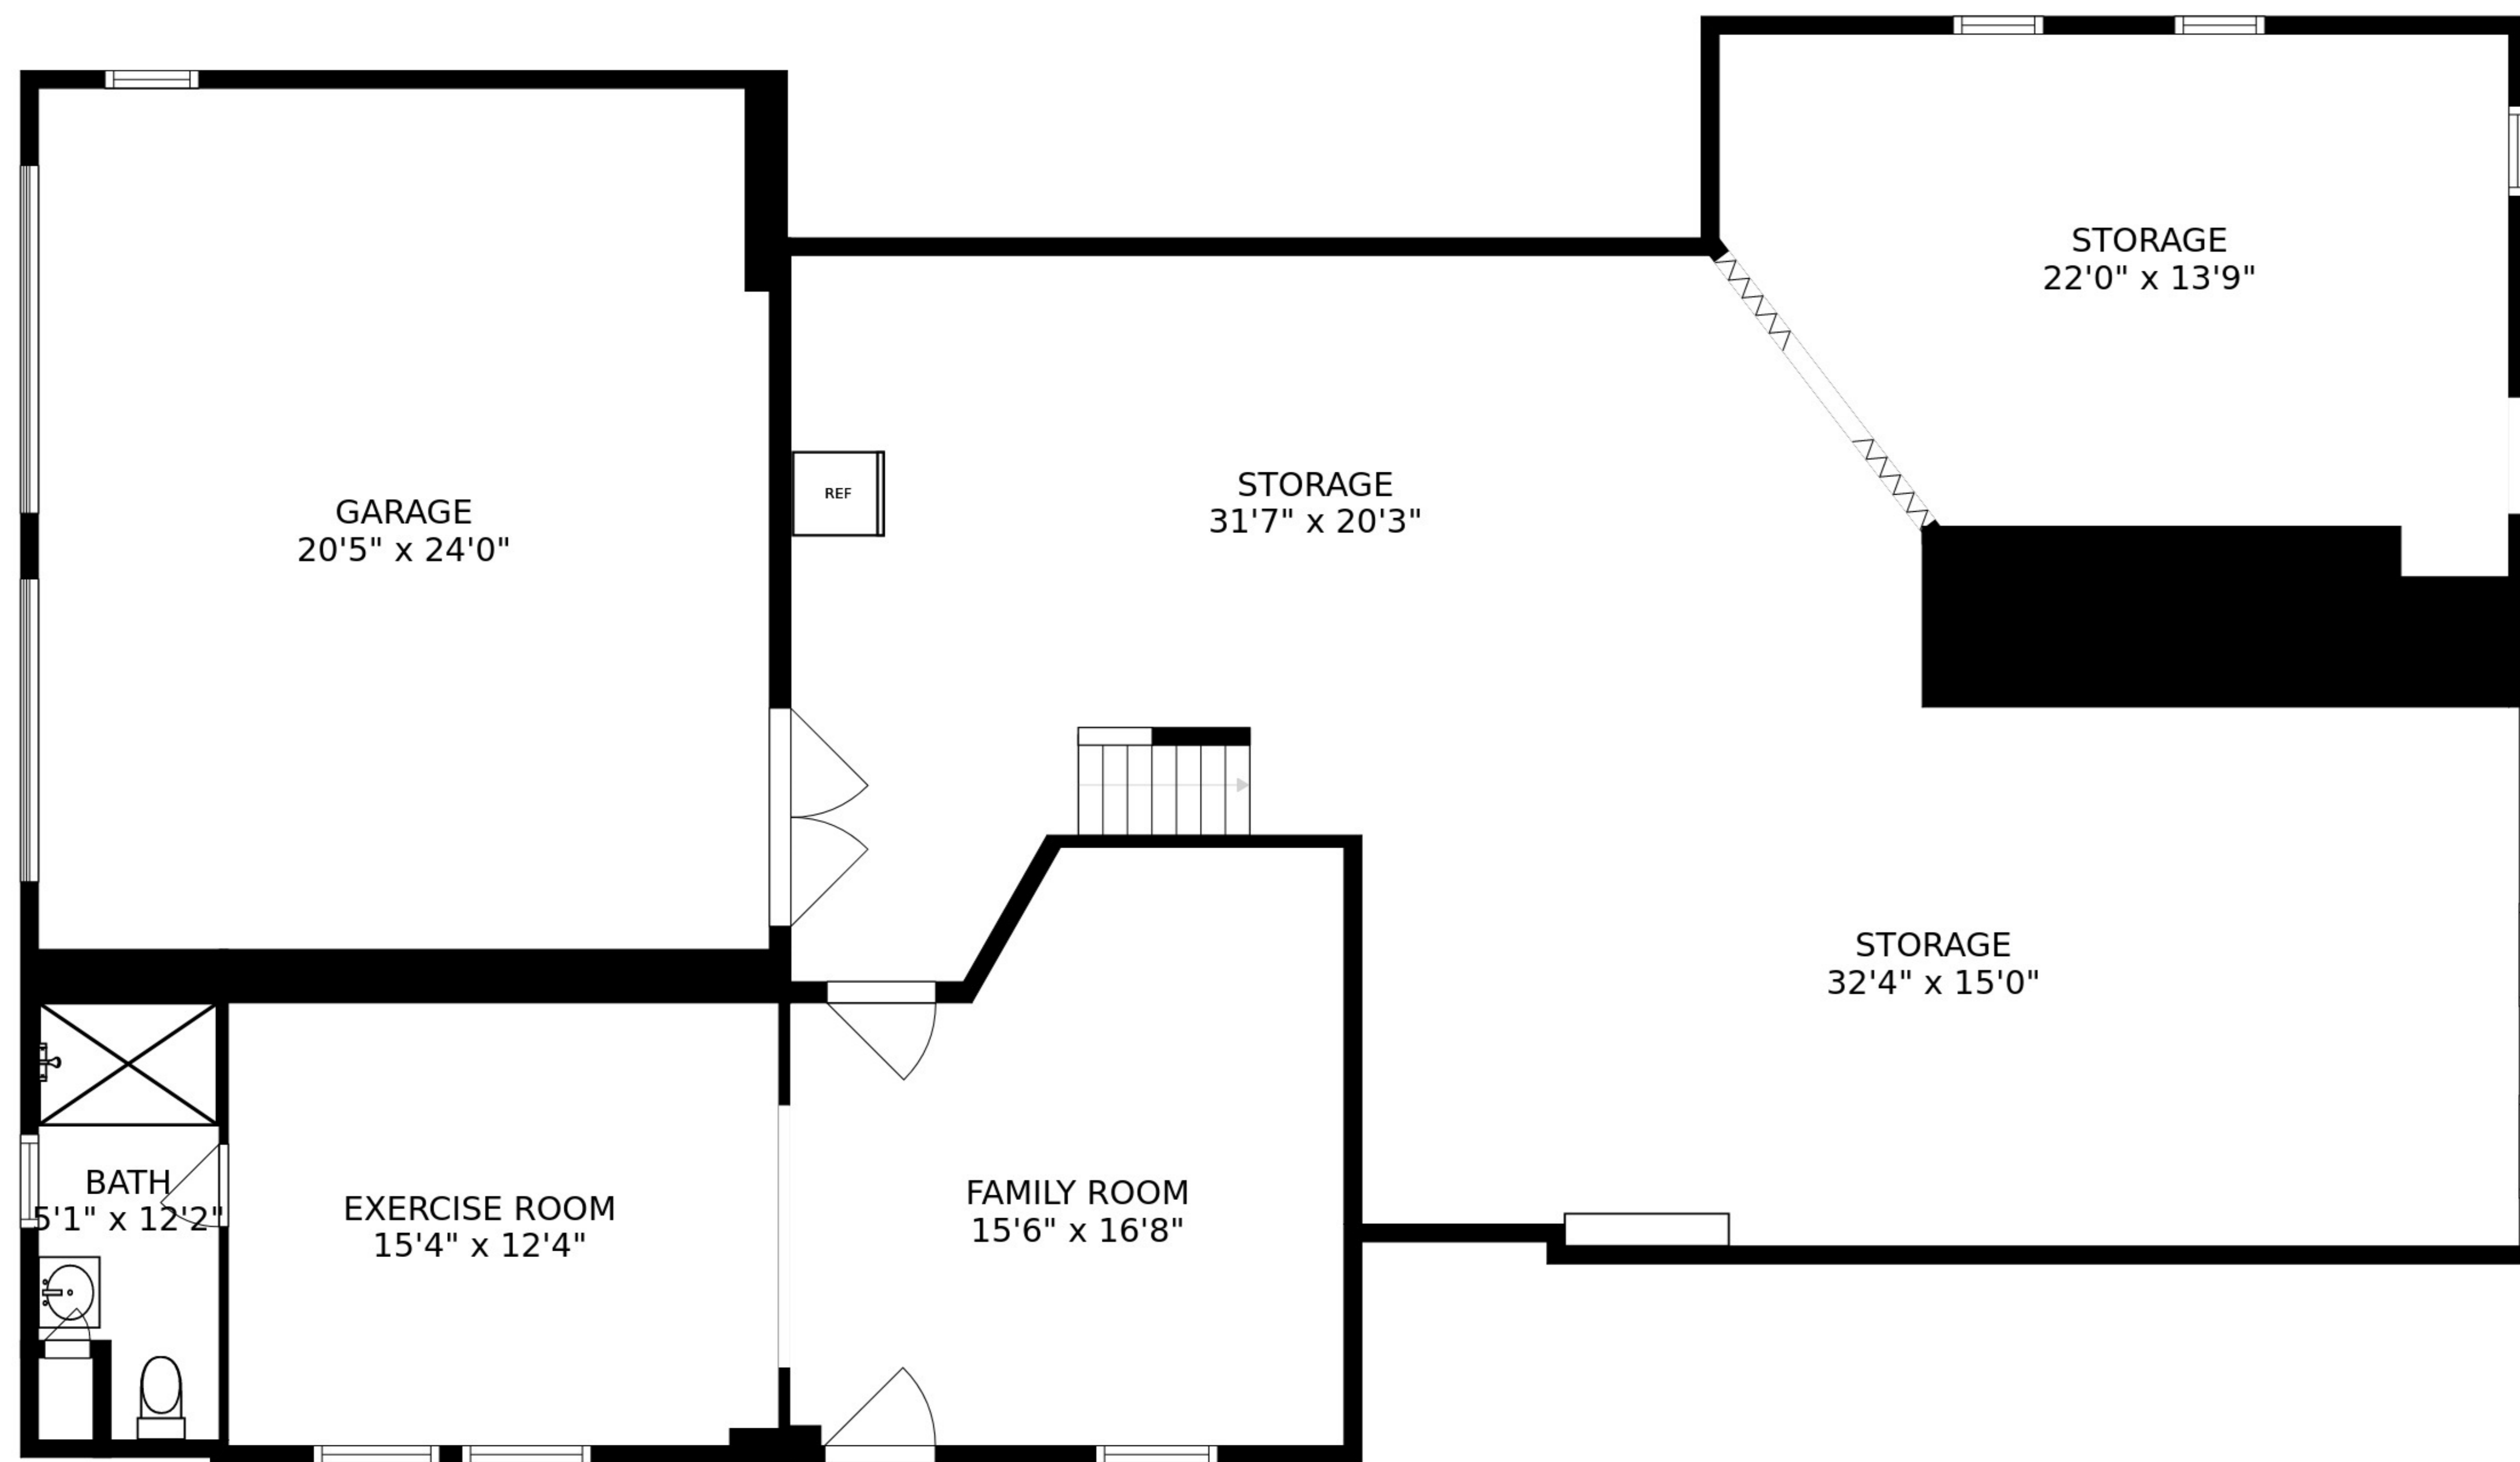 STORAGE
22'0" x 13'9"
STORAGE
31'7" x 20'3"
REF
GARAGE
20'5" x 24'0"
STORAGE
32'4" x 15'0"
BATH
5'1" x 12'2"
EXERCISE ROOM
15'4" x 12'4"
FAMILY ROOM
15'6" x 16'8"